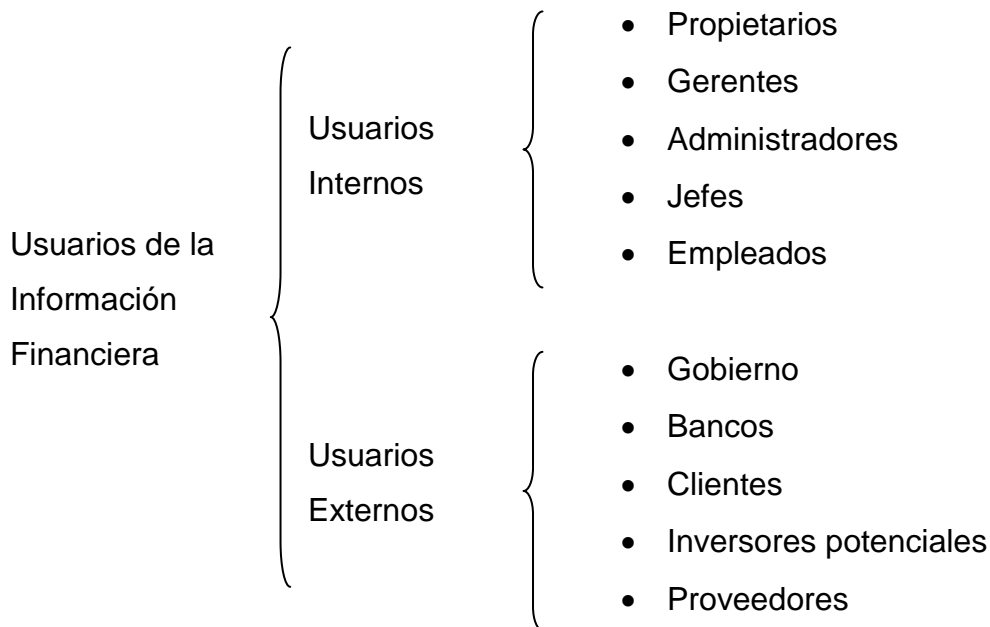 Usuarios de la
Información
Financiera
Usuarios
Internos
• Propietarios
• Gerentes
• Administradores
• Jefes
• Empleados
Usuarios
Externos
• Gobierno
• Bancos
• Clientes
• Inversores potenciales
• Proveedores